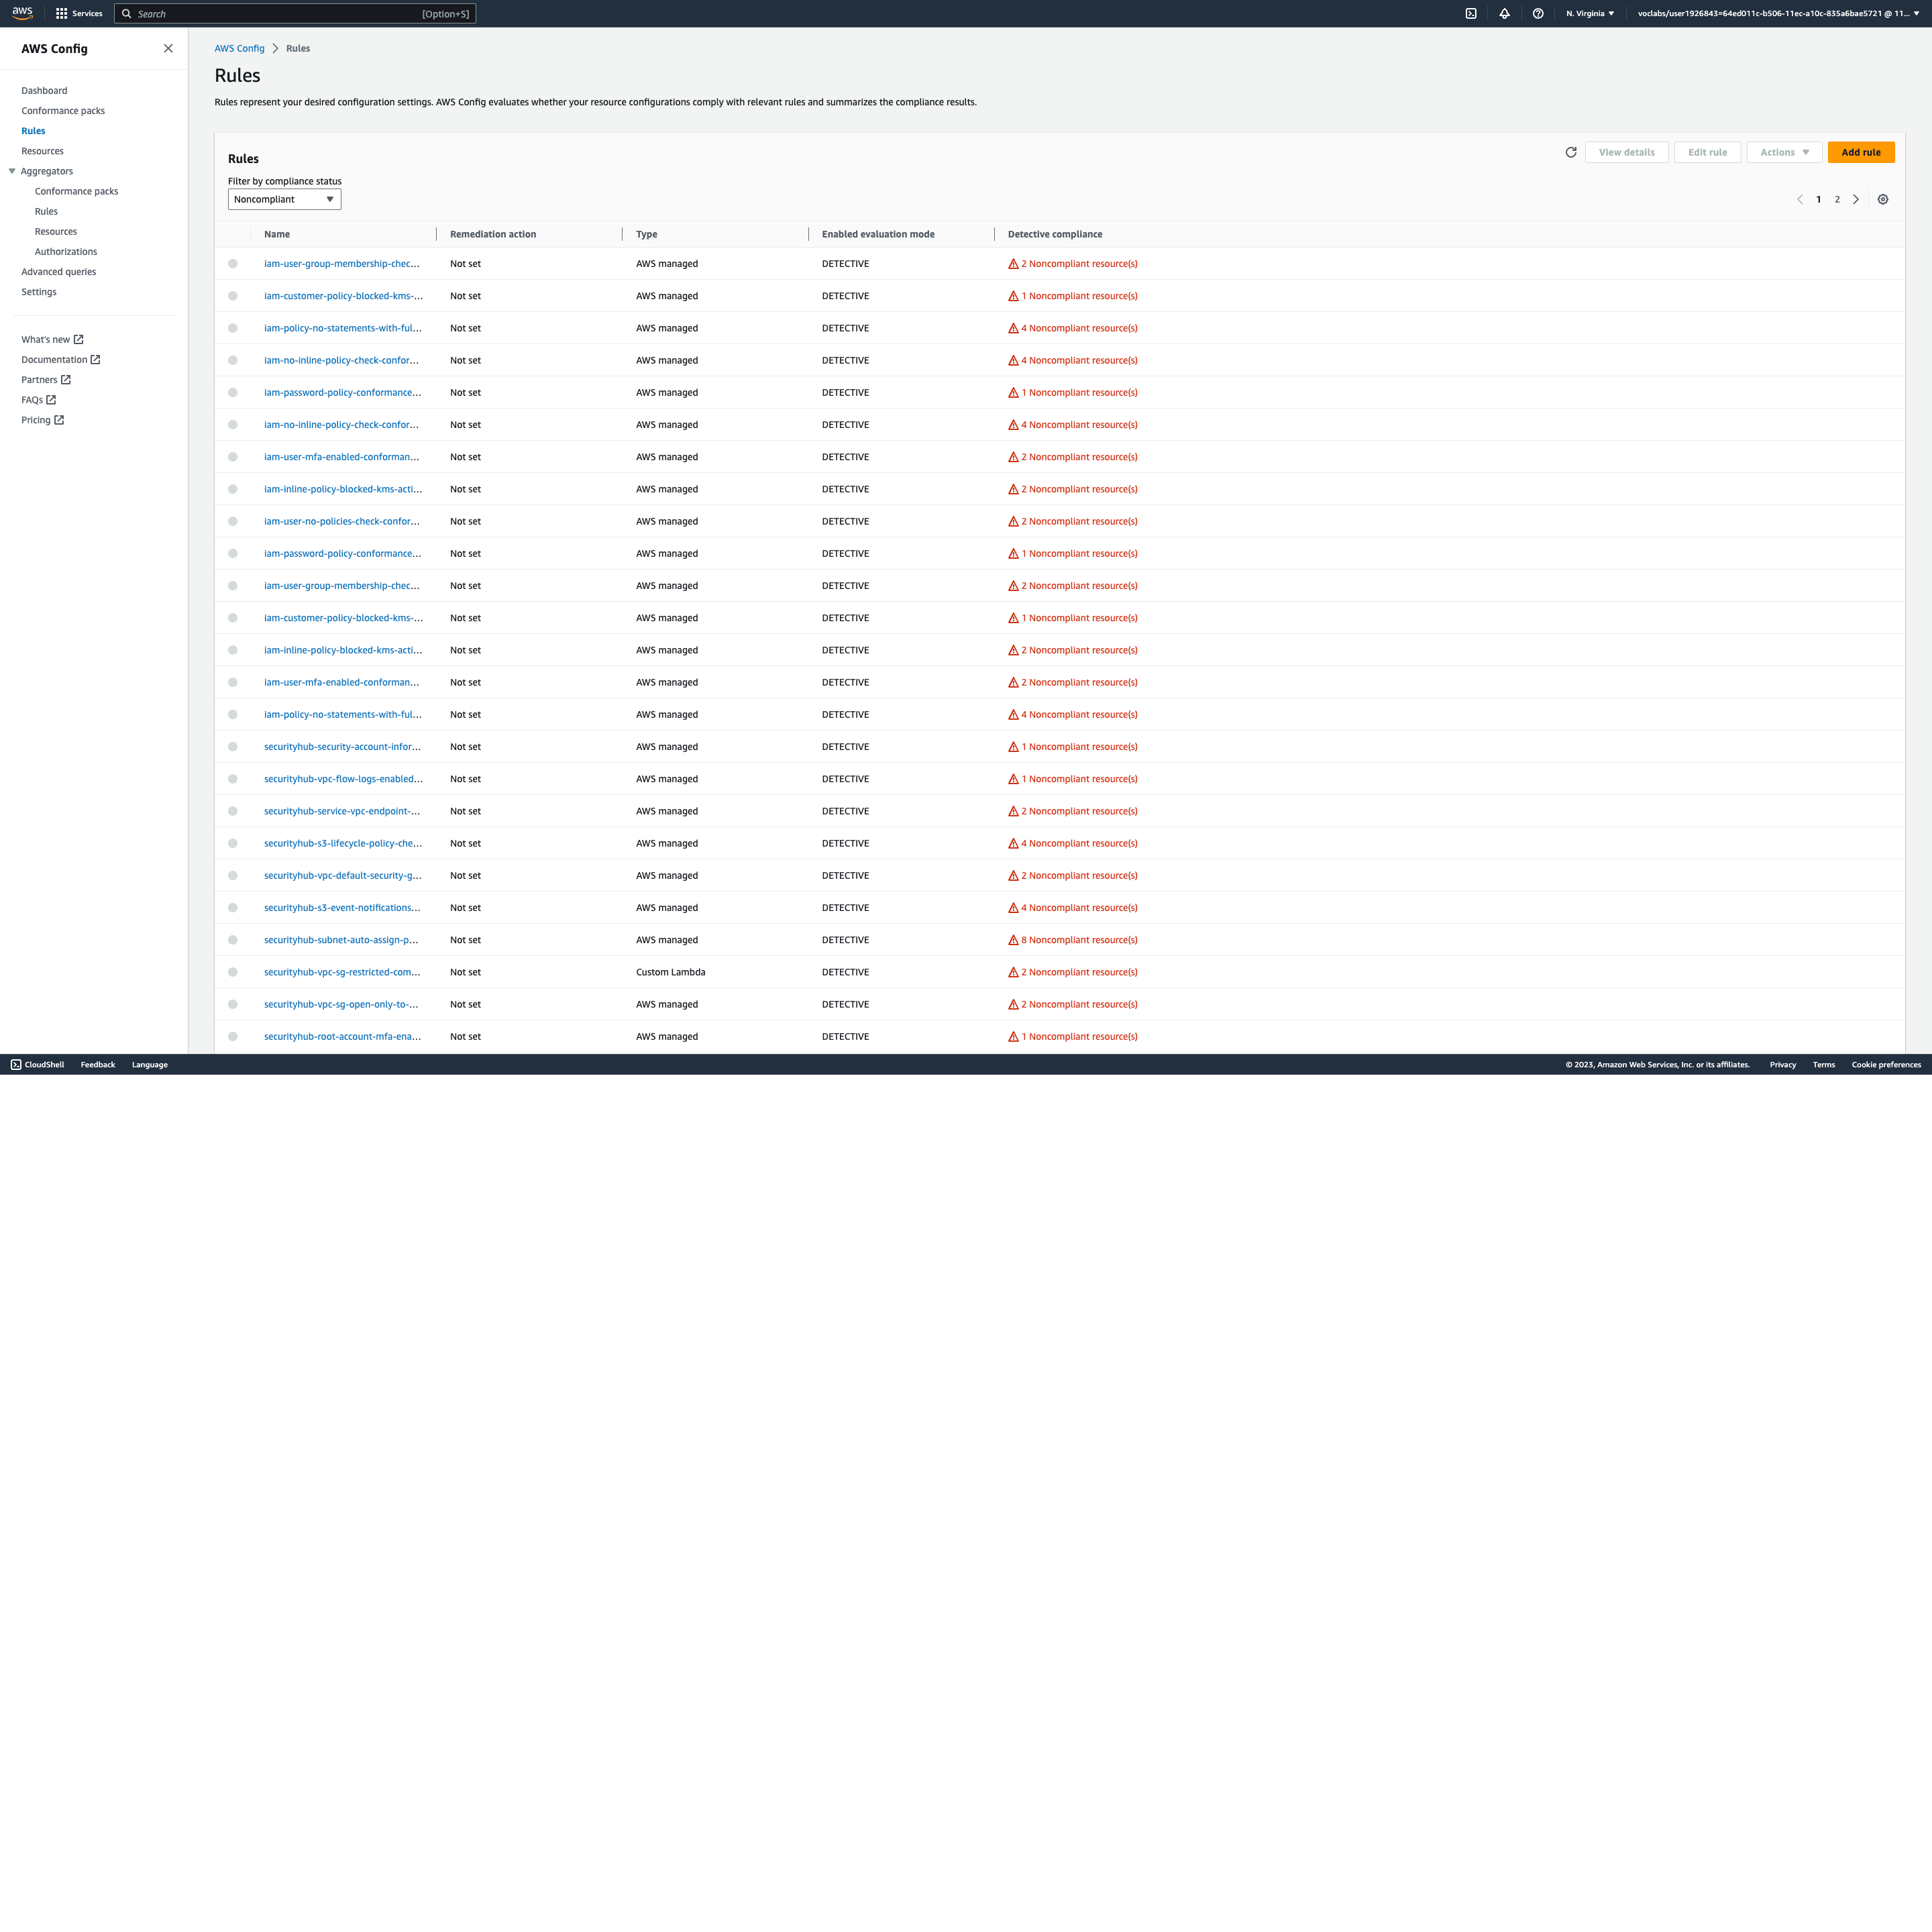 aws Services Search [Option+S] N. Virginia voclabs/user1926843=64ed011c-b506-11ec-a10c-835a6bae5721 @ 11...
AWS Config
Dashboard
Conformance packs
Rules
Resources
Aggregators
Conformance packs
Rules
Resources
Authorizations
Advanced queries
Settings
What's new
Documentation
Partners
FAQs
Pricing
AWS Config Rules
Rules
Rules represent your desired configuration settings. AWS Config evaluates whether your resource configurations comply with relevant rules and summarizes the compliance results.
Rules View details Edit rule Actions Add rule
Filter by compliance status
Noncompliant 1 2
Name Remediation action Type Enabled evaluation mode Detective compliance
iam-user-group-membership-chec... Not set AWS managed DETECTIVE 2 Noncompliant resource(s)
iam-customer-policy-blocked-kms-... Not set AWS managed DETECTIVE 1 Noncompliant resource(s)
iam-policy-no-statements-with-ful... Not set AWS managed DETECTIVE 4 Noncompliant resource(s)
iam-no-inline-policy-check-confor... Not set AWS managed DETECTIVE 4 Noncompliant resource(s)
iam-password-policy-conformance... Not set AWS managed DETECTIVE 1 Noncompliant resource(s)
iam-no-inline-policy-check-confor... Not set AWS managed DETECTIVE 4 Noncompliant resource(s)
iam-user-mfa-enabled-conforman... Not set AWS managed DETECTIVE 2 Noncompliant resource(s)
iam-inline-policy-blocked-kms-acti... Not set AWS managed DETECTIVE 2 Noncompliant resource(s)
iam-user-no-policies-check-confor... Not set AWS managed DETECTIVE 2 Noncompliant resource(s)
iam-password-policy-conformance... Not set AWS managed DETECTIVE 1 Noncompliant resource(s)
iam-user-group-membership-chec... Not set AWS managed DETECTIVE 2 Noncompliant resource(s)
iam-customer-policy-blocked-kms-... Not set AWS managed DETECTIVE 1 Noncompliant resource(s)
iam-inline-policy-blocked-kms-acti... Not set AWS managed DETECTIVE 2 Noncompliant resource(s)
iam-user-mfa-enabled-conforman... Not set AWS managed DETECTIVE 2 Noncompliant resource(s)
iam-policy-no-statements-with-ful... Not set AWS managed DETECTIVE 4 Noncompliant resource(s)
securityhub-security-account-infor... Not set AWS managed DETECTIVE 1 Noncompliant resource(s)
securityhub-vpc-flow-logs-enabled... Not set AWS managed DETECTIVE 1 Noncompliant resource(s)
securityhub-service-vpc-endpoint-... Not set AWS managed DETECTIVE 2 Noncompliant resource(s)
securityhub-s3-lifecycle-policy-che... Not set AWS managed DETECTIVE 4 Noncompliant resource(s)
securityhub-vpc-default-security-g... Not set AWS managed DETECTIVE 2 Noncompliant resource(s)
securityhub-s3-event-notifications... Not set AWS managed DETECTIVE 4 Noncompliant resource(s)
securityhub-subnet-auto-assign-p... Not set AWS managed DETECTIVE 8 Noncompliant resource(s)
securityhub-vpc-sg-restricted-com... Not set Custom Lambda DETECTIVE 2 Noncompliant resource(s)
securityhub-vpc-sg-open-only-to-... Not set AWS managed DETECTIVE 2 Noncompliant resource(s)
securityhub-root-account-mfa-ena... Not set AWS managed DETECTIVE 1 Noncompliant resource(s)
CloudShell Feedback Language © 2023, Amazon Web Services, Inc. or its affiliates. Privacy Terms Cookie preferences